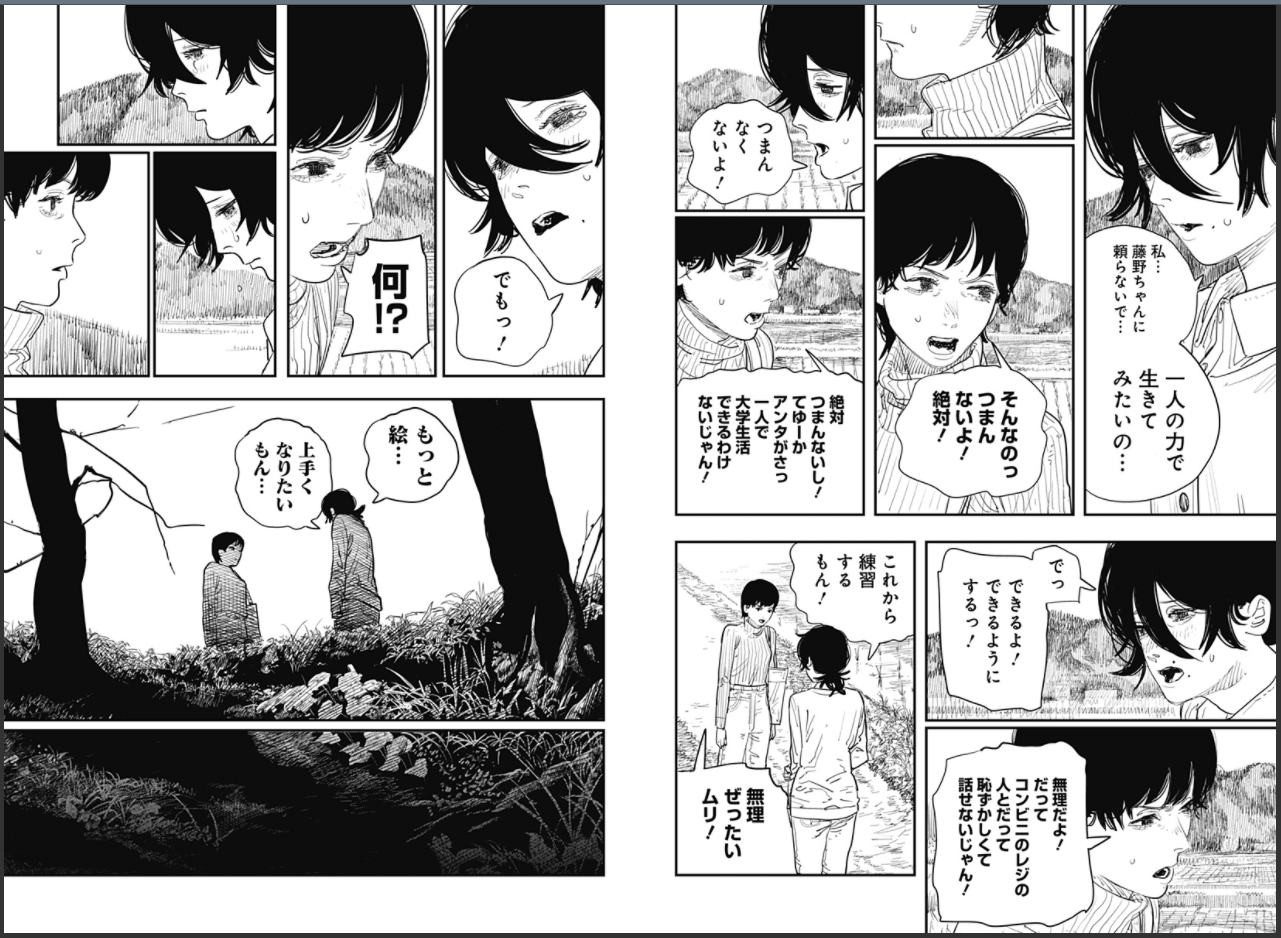 私…
藤野ちゃんに
頼らないで…
一人の力で
生きて
みたいの…
そんなのっ
つまん
ないよ！
絶対！
つまん
なく
ないよ！
絶対
つまんないし！
てゆーか
アンタがさっ
一人で
大学生活
できるわけ
ないじゃん！
でっ
できるよ！
できるように
するっ！
無理だよ！
だって
コンビニのレジの
人とだって
恥ずかしくて
話せないじゃん！
これから
練習
する
もん！
無理
ぜったい
ムリ！
でもっ！
何!?
もっと
絵…
上手く
なりたい
もん…